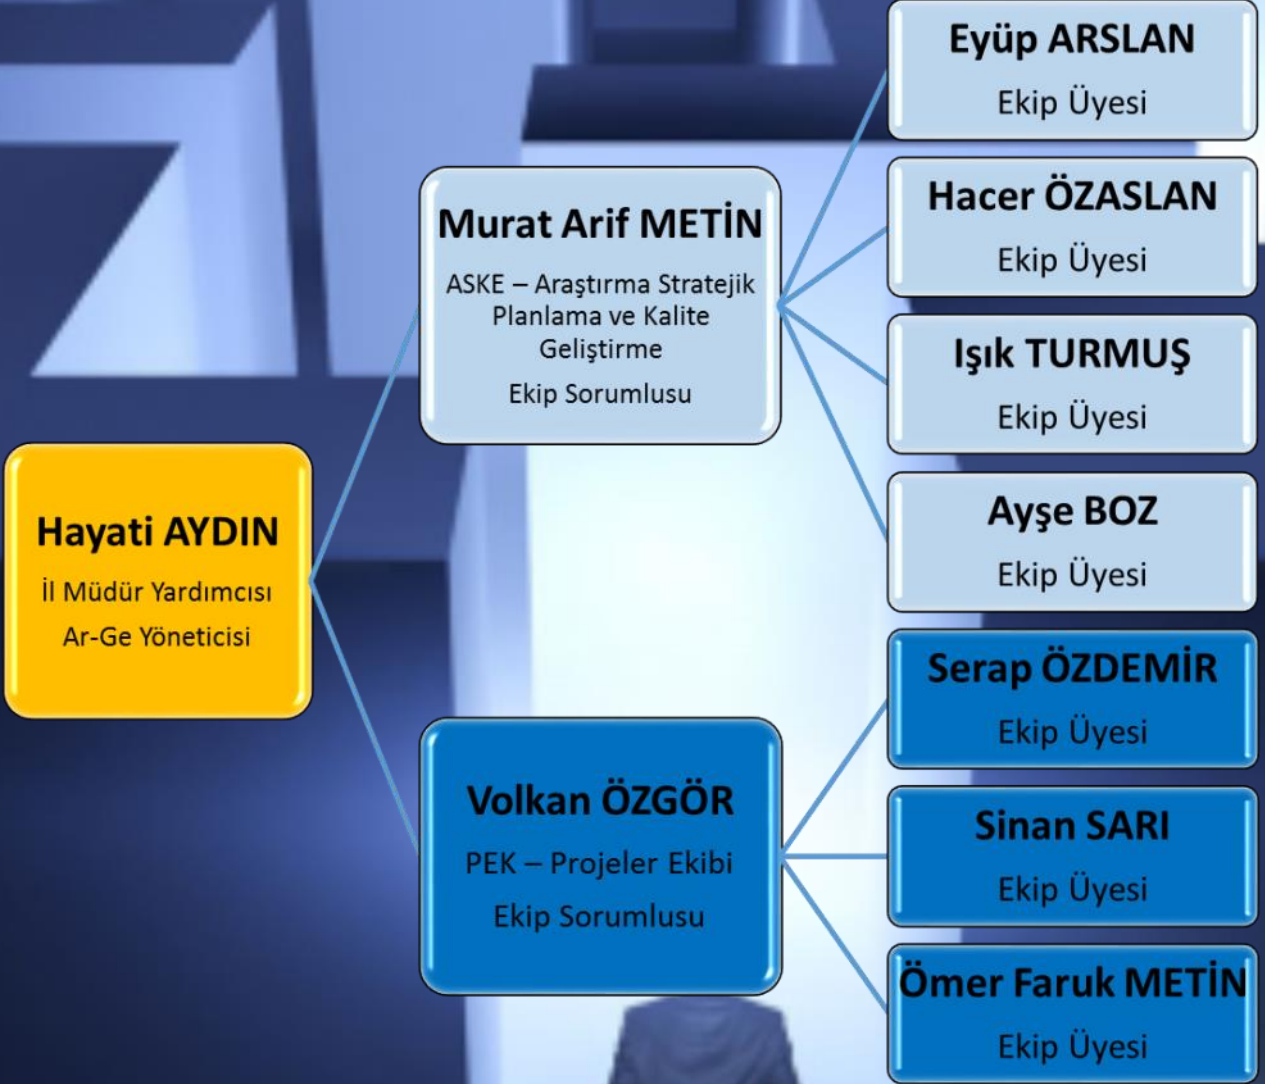 Hayati AYDIN
İl Müdür Yardımcısı
Ar-Ge Yöneticisi
Murat Arif METİN
ASKE – Araştırma Stratejik
Planlama ve Kalite
Geliştirme
Ekip Sorumlusu
Eyüp ARSLAN
Ekip Üyesi
Hacer ÖZASLAN
Ekip Üyesi
Işık TURMUŞ
Ekip Üyesi
Ayşe BOZ
Ekip Üyesi
Volkan ÖZGÖR
PEK – Projeler Ekibi
Ekip Sorumlusu
Serap ÖZDEMİR
Ekip Üyesi
Sinan SARI
Ekip Üyesi
Ömer Faruk METİN
Ekip Üyesi